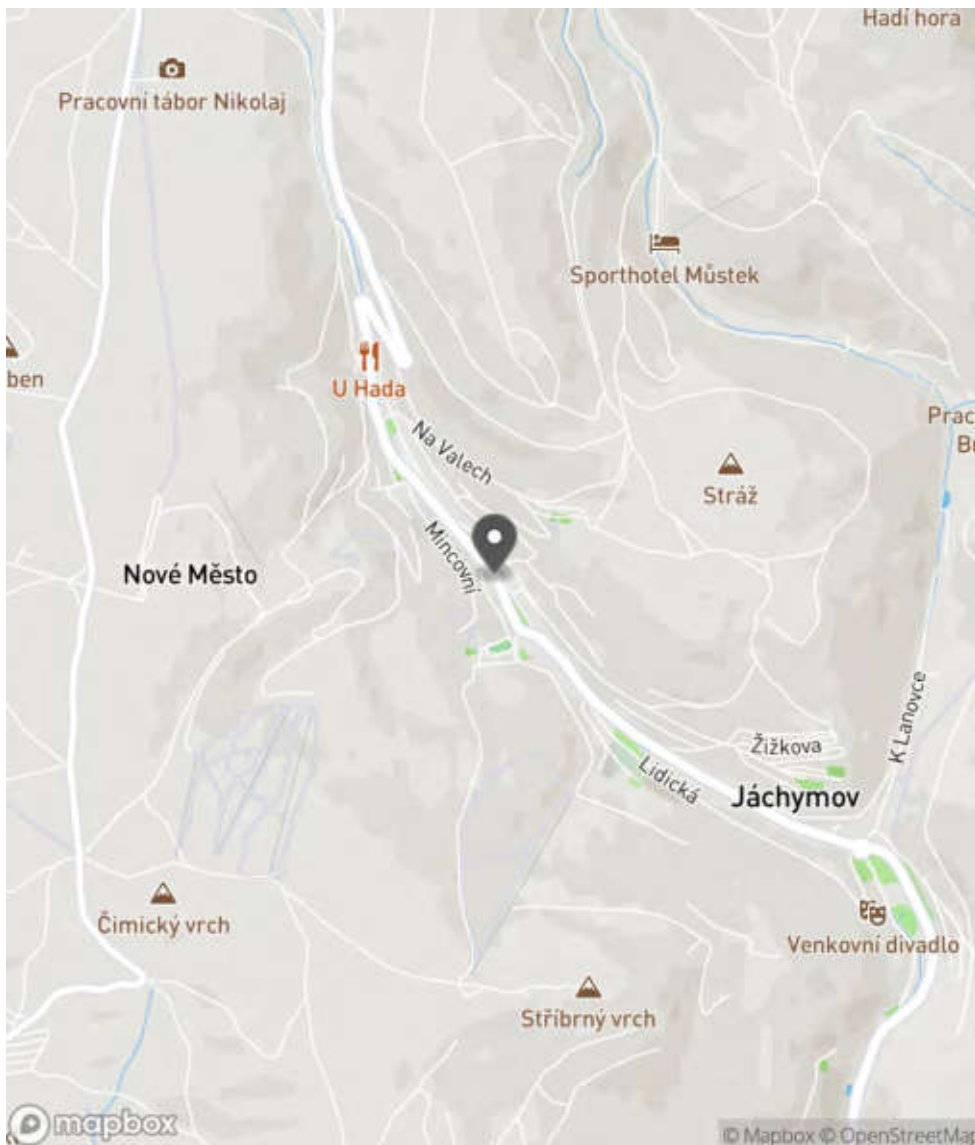 Hadí hora
Pracovní tábor Nikolaj
Sporthotel Můstek
ben
U Hada
Prac
Na Valech
Stráž
Mincovní
Nové Město
K Lanovce
Žižkova
Lidická
Jáchymov
Čimický vrch
Venkovní divadlo
Stříbrný vrch
mapbox
© Mapbox © OpenStreetMap